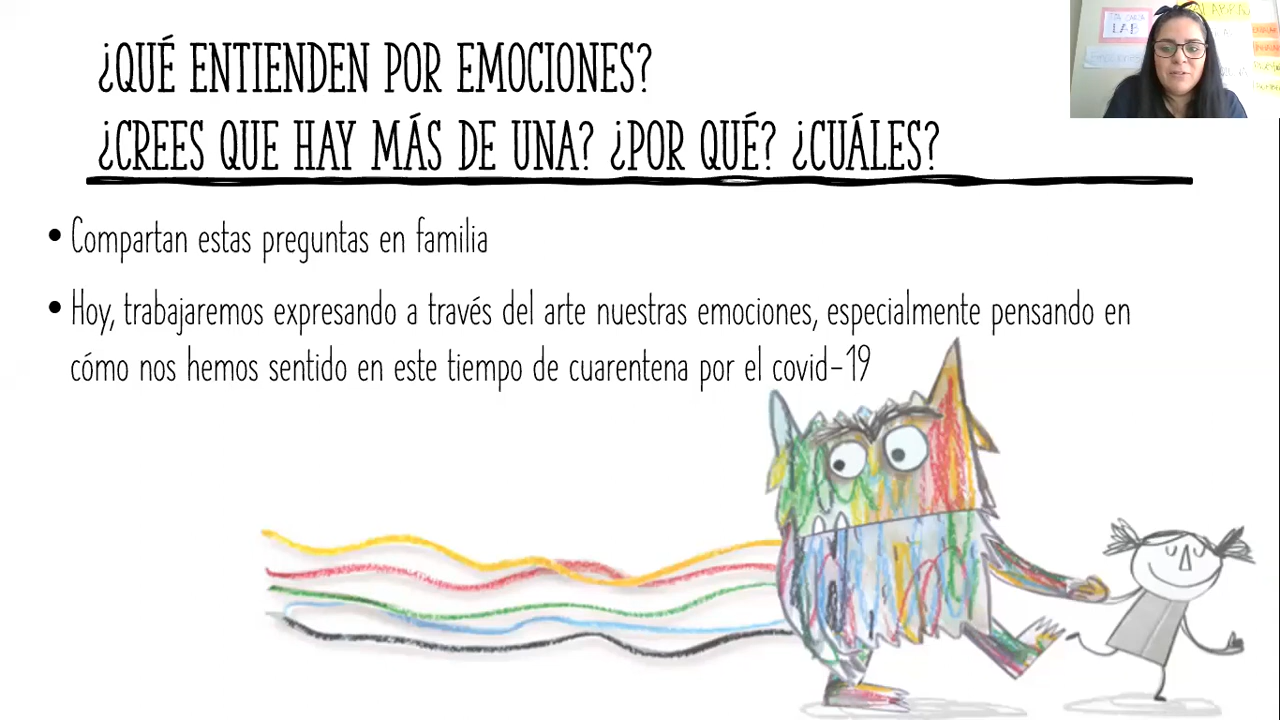 ¿QUÉ ENTIENDEN POR EMOCIONES?
¿CREES QUE HAY MÁS DE UNA? ¿POR QUÉ? ¿CUÁLES?
• Compartan estas preguntas en familia
• Hoy, trabajaremos expresando a través del arte nuestras emociones, especialmente pensando en
cómo nos hemos sentido en este tiempo de cuarentena por el covid-19
LAB